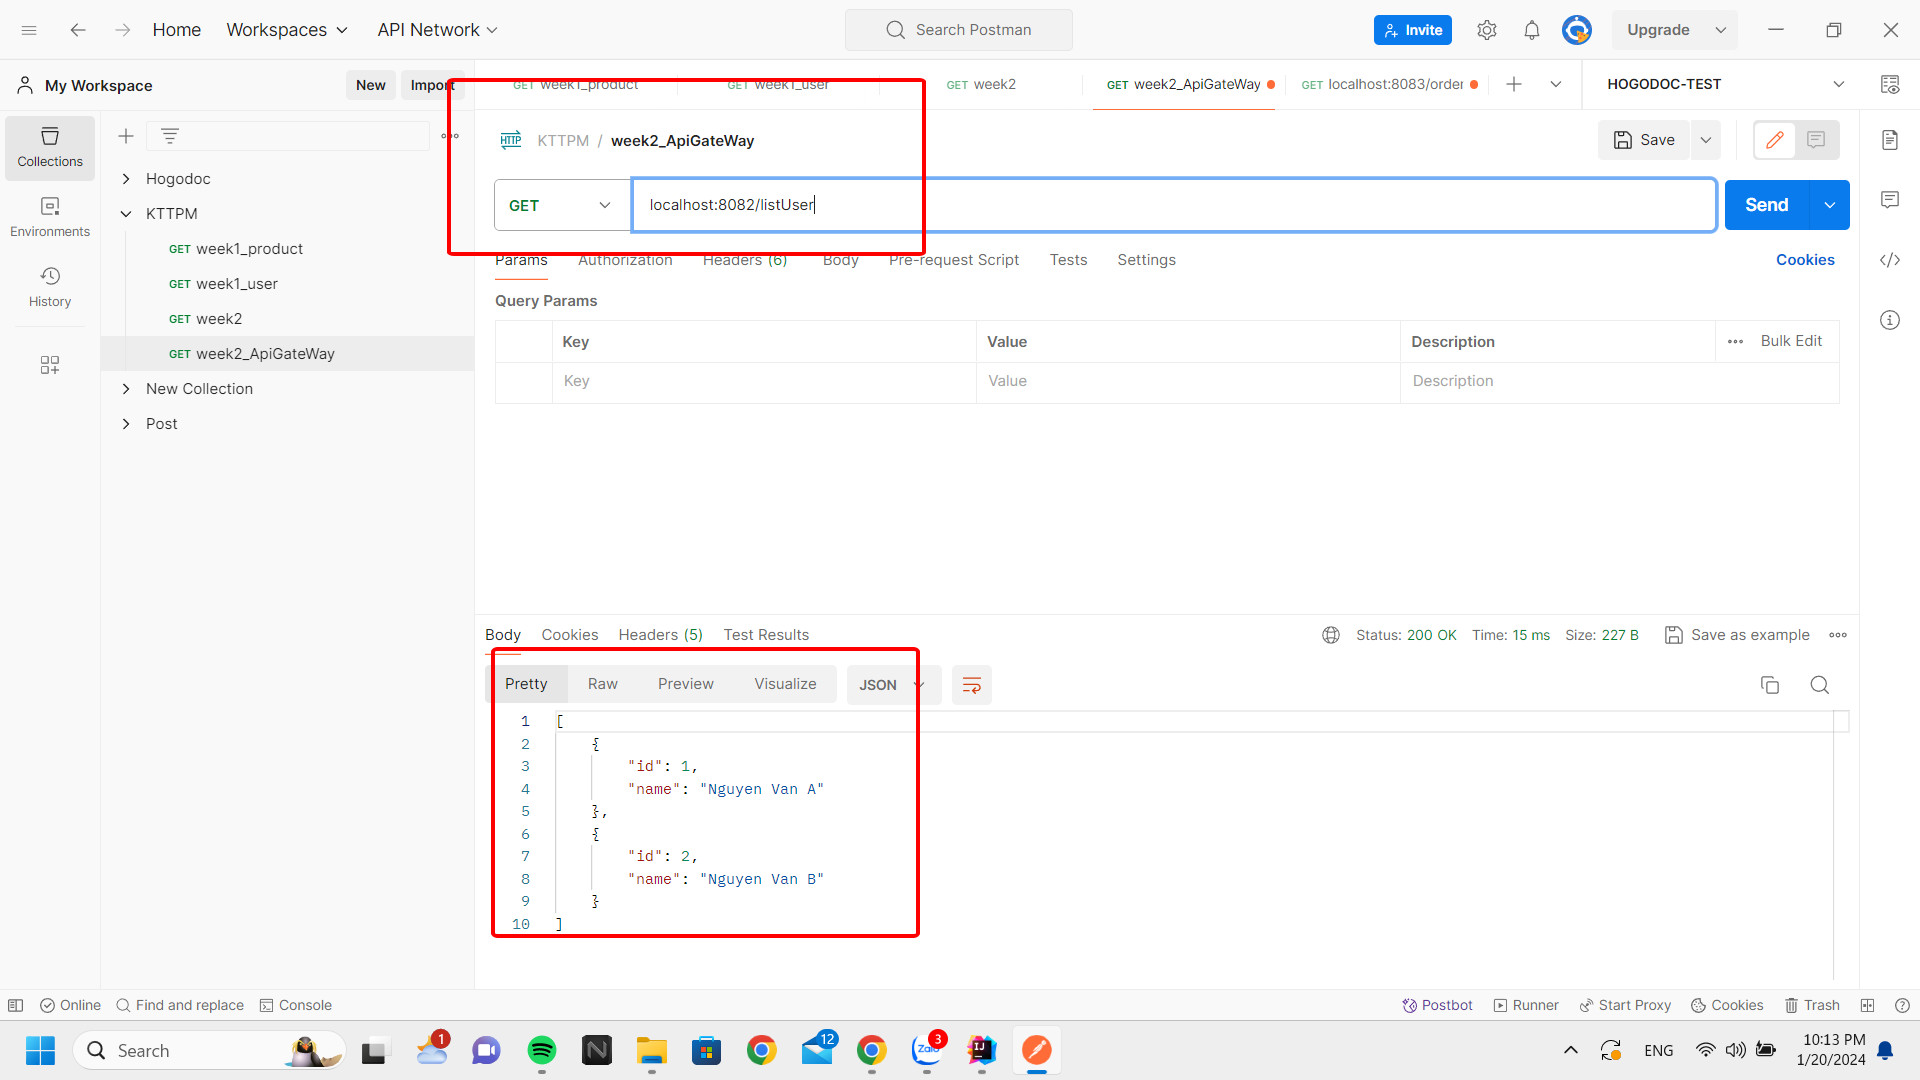 Home Workspaces API Network Search Postman Invite Upgrade
My Workspace New Import GET week1_product GET week1_user GET week2 GET week2_ApiGateWay GET localhost:8083/order HOGODOC-TEST
HTTP KTTPM / week2_ApiGateWay Save
Collections
Environments
History
Hogodoc
KTTPM
GET week1_product
GET week1_user
GET week2
GET week2_ApiGateWay
New Collection
Post
GET localhost:8082/listUser Send
Params Authorization Headers (6) Body Pre-request Script Tests Settings Cookies
Query Params
Key Value Description Bulk Edit
Key Value Description
Body Cookies Headers (5) Test Results Status: 200 OK Time: 15 ms Size: 227 B Save as example
Pretty Raw Preview Visualize JSON
1 [
2 {
3 "id": 1,
4 "name": "Nguyen Van A"
5 },
6 {
7 "id": 2,
8 "name": "Nguyen Van B"
9 }
10 ]
Online Find and replace Console Postbot Runner Start Proxy Cookies Trash
Search 1 12 Zalo 3 ENG 10:13 PM
1/20/2024